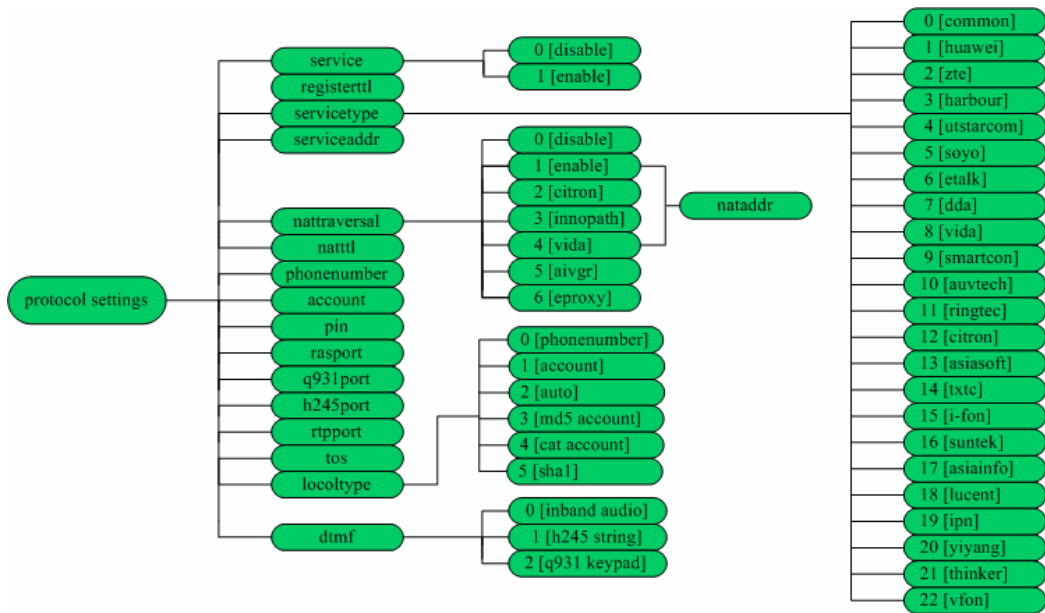 protocol settings
service
registerttl
servicetype
serviceaddr
nattraversal
natttl
phonenumber
account
pin
rasport
q931port
h245port
rtpport
tos
locoltype
dtmf
0 [disable]
1 [enable]
0 [disable]
1 [enable]
2 [citron]
3 [innopath]
4 [vida]
5 [aivgr]
6 [eproxy]
nataddr
0 [phonenumber]
1 [account]
2 [auto]
3 [md5 account]
4 [cat account]
5 [sha1]
0 [inband audio]
1 [h245 string]
2 [q931 keypad]
0 [common]
1 [huawei]
2 [zte]
3 [harbour]
4 [utstarcom]
5 [soyo]
6 [etalk]
7 [dda]
8 [vida]
9 [smartcon]
10 [auvtech]
11 [ringtec]
12 [citron]
13 [asiasoft]
14 [txtc]
15 [i-fon]
16 [suntek]
17 [asiainfo]
18 [lucent]
19 [ipn]
20 [yiyang]
21 [thinker]
22 [vfon]